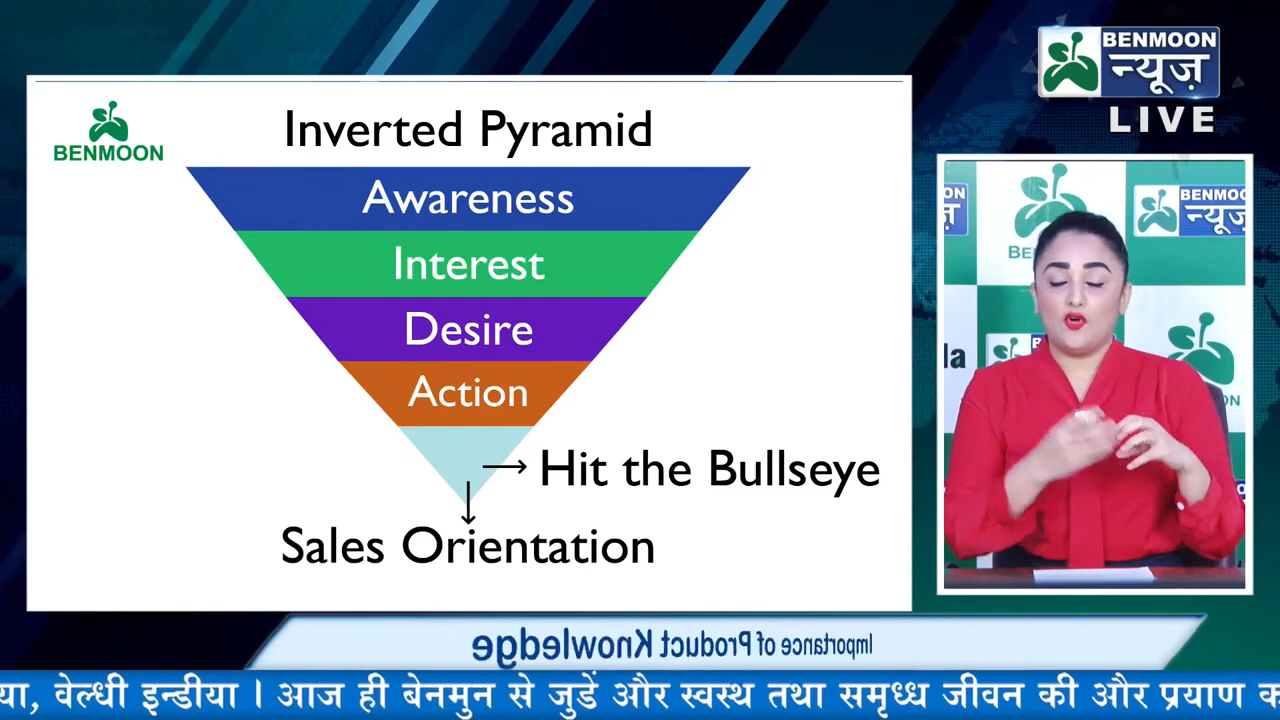 BENMOON
न्यूज़
LIVE
BENMOON
Inverted Pyramid
Awareness
Interest
Desire
Action
Hit the Bullseye
Sales Orientation
BENMOON
न्यूज़
Importance of Product Knowledge
वेल्धी इन्डीया । आज ही बेनमुन से जुडें और स्वस्थ तथा समृध्ध जीवन की और प्रयाण